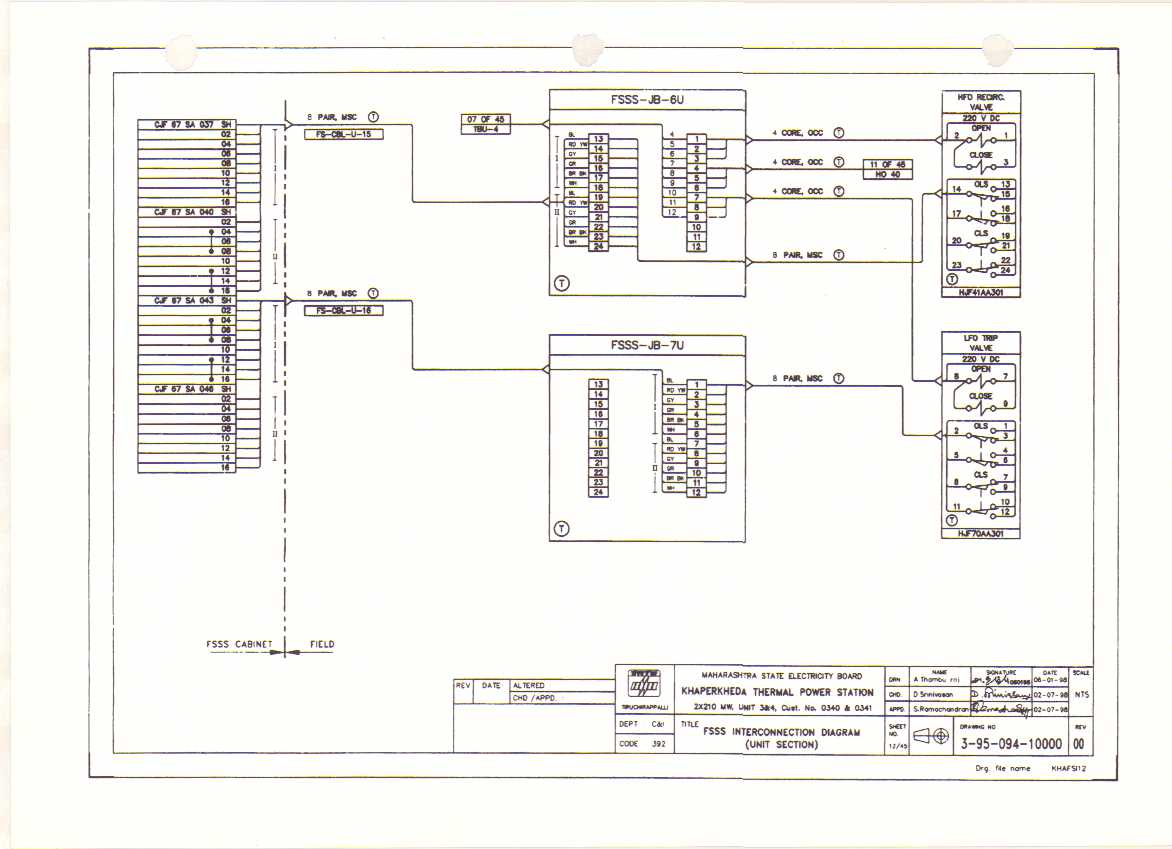 CJF 67 SA 037 SH
02
04
06
08
10
12
14
16
CJF 67 SA 040 SH
02
04
06
08
10
12
14
16
CJF 67 SA 043 SH
02
04
06
08
10
12
14
16
CJF 67 SA 046 SH
02
04
06
08
10
12
14
16
I
II
I
II
FSSS CABINET
FIELD
8 PAIR, MSC T
FS-CBL-U-15
8 PAIR, MSC T
FS-CBL-U-16
07 OF 45
TBU-4
FSSS-JB-6U
BL
RD YW
GY
OR
BR BK
WH
BL
RD YW
GY
OR
BR BK
WH
I
II
13
14
15
16
17
18
19
20
21
22
23
24
4
5
6
7
8
9
10
11
12
1
2
3
4
5
6
7
8
9
10
11
12
T
FSSS-JB-7U
13
14
15
16
17
18
19
20
21
22
23
24
I
II
BL
RD YW
GY
OR
BR BK
WH
BL
RD YW
GY
OR
BR BK
WH
1
2
3
4
5
6
7
8
9
10
11
12
T
4 CORE, OCC T
4 CORE, OCC T
11 OF 45
HO 40
4 CORE, OCC T
8 PAIR, MSC T
8 PAIR, MSC T
HFO RECIRC.
VALVE
220 V DC
OPEN
2 1
CLOSE
3
OLS
14 13
15
17 16
18
CLS
20 19
21
23 22
24
T
HJF41AA301
LFO TRIP
VALVE
220 V DC
OPEN
8 7
CLOSE
9
OLS
2 1
3
5 4
6
CLS
8 7
9
11 10
12
T
HJF70AA301
REV DATE ALTERED
CHD /APPD.
TIRUCHIRAPPALLI
DEPT C&I
CODE 392
MAHARASHTRA STATE ELECTRICITY BOARD
KHAPERKHEDA THERMAL POWER STATION
2X210 MW, UMIT 3&4, Cust. No. 0340 & 0341
TITLE
FSSS INTERCONNECTION DIAGRAM
(UNIT SECTION)
NAME SIGNATURE DATE SCALE
DRN A Thambu 06-01-98
CHD D Srinivasan 02-07-98 NTS
APPD. S.Ramachandran 02-07-98
SHEET
NO.
12/45
DRAWING NO
3-95-094-10000
REV
00
Drg. file name KHAFSI12